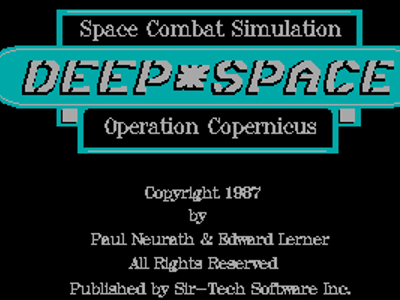 Space Combat Simulation
DEEP*SPACE
Operation Copernicus
Copyright 1987
by
Paul Neurath & Edward Lerner
All Rights Reserved
Published by Sir-Tech Software Inc.